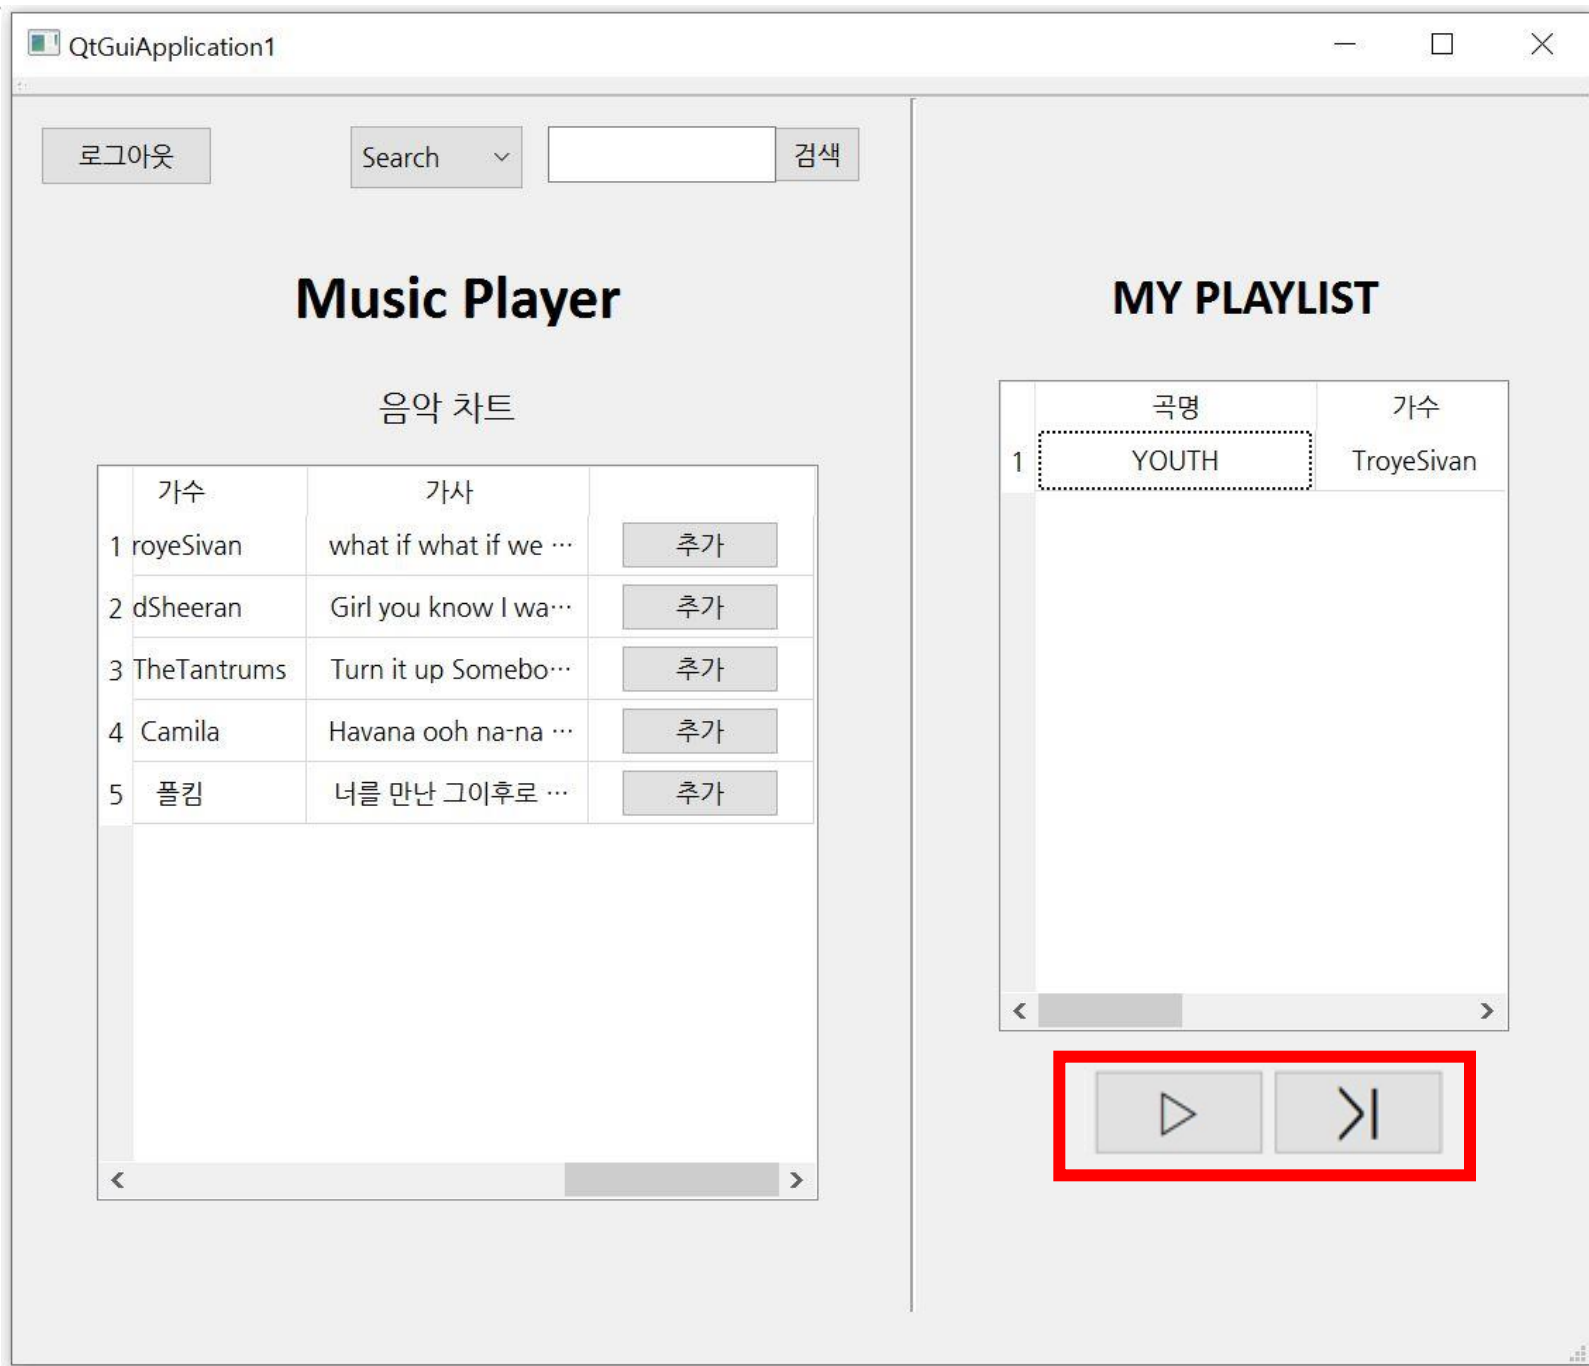 QtGuiApplication1
로그아웃 Search 검색
Music Player
음악 차트
가수 가사
1 royeSivan what if what if we … 추가
2 dSheeran Girl you know I wa… 추가
3 TheTantrums Turn it up Somebo… 추가
4 Camila Havana ooh na-na … 추가
5 폴킴 너를 만난 그이후로 … 추가
MY PLAYLIST
곡명 가수
1 YOUTH TroyeSivan